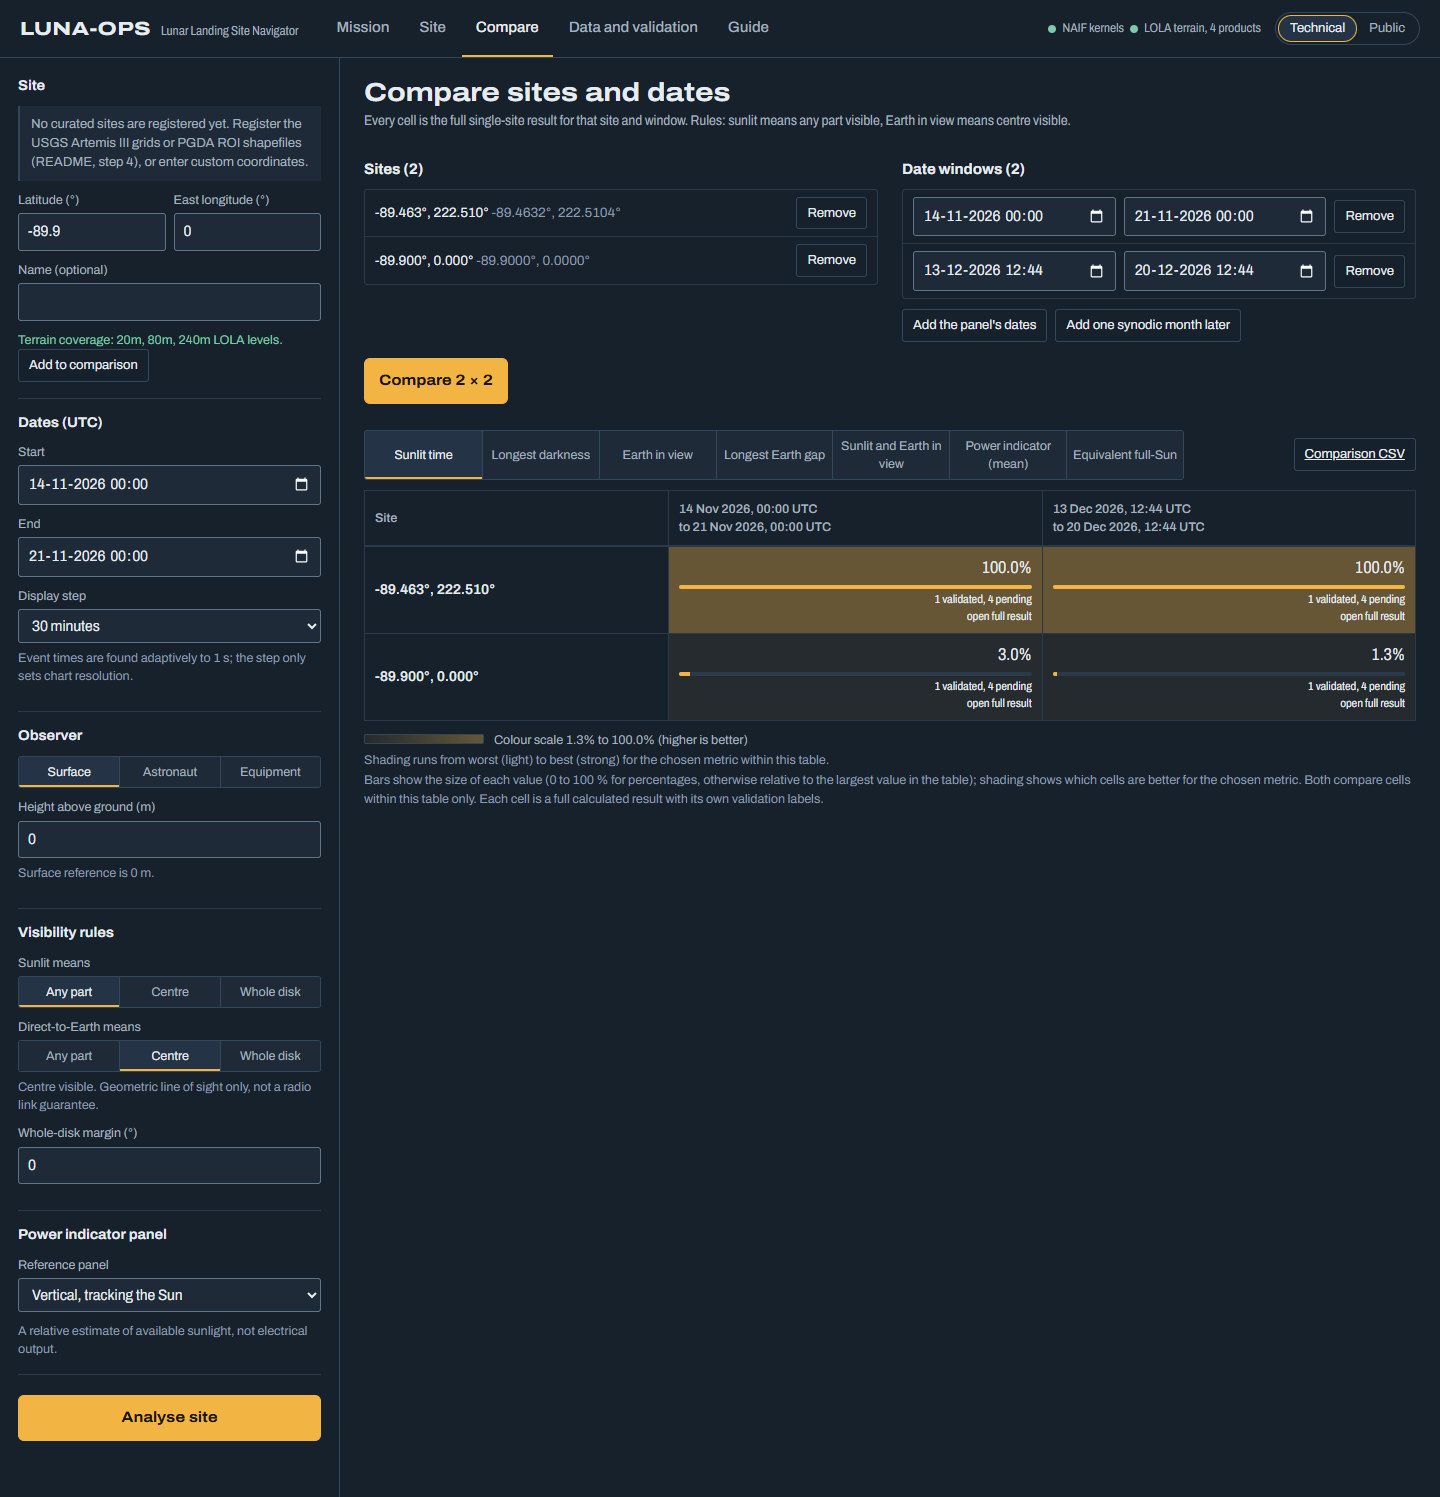 LUNA-OPS Lunar Landing Site Navigator Mission Site Compare Data and validation Guide NAIF kernels LOLA terrain, 4 products Technical Public
Site
No curated sites are registered yet. Register the
USGS Artemis III grids or PGDA ROI shapefiles
(README, step 4), or enter custom coordinates.
Latitude (°) East longitude (°)
-89.9 0
Name (optional)
Terrain coverage: 20m, 80m, 240m LOLA levels.
Add to comparison
Dates (UTC)
Start
14-11-2026 00:00
End
21-11-2026 00:00
Display step
30 minutes
Event times are found adaptively to 1 s; the step only
sets chart resolution.
Observer
Surface Astronaut Equipment
Height above ground (m)
0
Surface reference is 0 m.
Visibility rules
Sunlit means
Any part Centre Whole disk
Direct-to-Earth means
Any part Centre Whole disk
Centre visible. Geometric line of sight only, not a radio
link guarantee.
Whole-disk margin (°)
0
Power indicator panel
Reference panel
Vertical, tracking the Sun
A relative estimate of available sunlight, not electrical
output.
Analyse site
Compare sites and dates
Every cell is the full single-site result for that site and window. Rules: sunlit means any part visible, Earth in view means centre visible.
Sites (2)
-89.463°, 222.510° -89.4632°, 222.5104° Remove
-89.900°, 0.000° -89.9000°, 0.0000° Remove
Date windows (2)
14-11-2026 00:00 21-11-2026 00:00 Remove
13-12-2026 12:44 20-12-2026 12:44 Remove
Add the panel's dates Add one synodic month later
Compare 2 × 2
Sunlit time Longest darkness Earth in view Longest Earth gap Sunlit and Earth in view Power indicator (mean) Equivalent full-Sun Comparison CSV
Site 14 Nov 2026, 00:00 UTC 13 Dec 2026, 12:44 UTC
to 21 Nov 2026, 00:00 UTC to 20 Dec 2026, 12:44 UTC
100.0% 100.0%
-89.463°, 222.510°
1 validated, 4 pending 1 validated, 4 pending
open full result open full result
3.0% 1.3%
-89.900°, 0.000°
1 validated, 4 pending 1 validated, 4 pending
open full result open full result
Colour scale 1.3% to 100.0% (higher is better)
Shading runs from worst (light) to best (strong) for the chosen metric within this table.
Bars show the size of each value (0 to 100 % for percentages, otherwise relative to the largest value in the table); shading shows which cells are better for the chosen metric. Both compare cells
within this table only. Each cell is a full calculated result with its own validation labels.